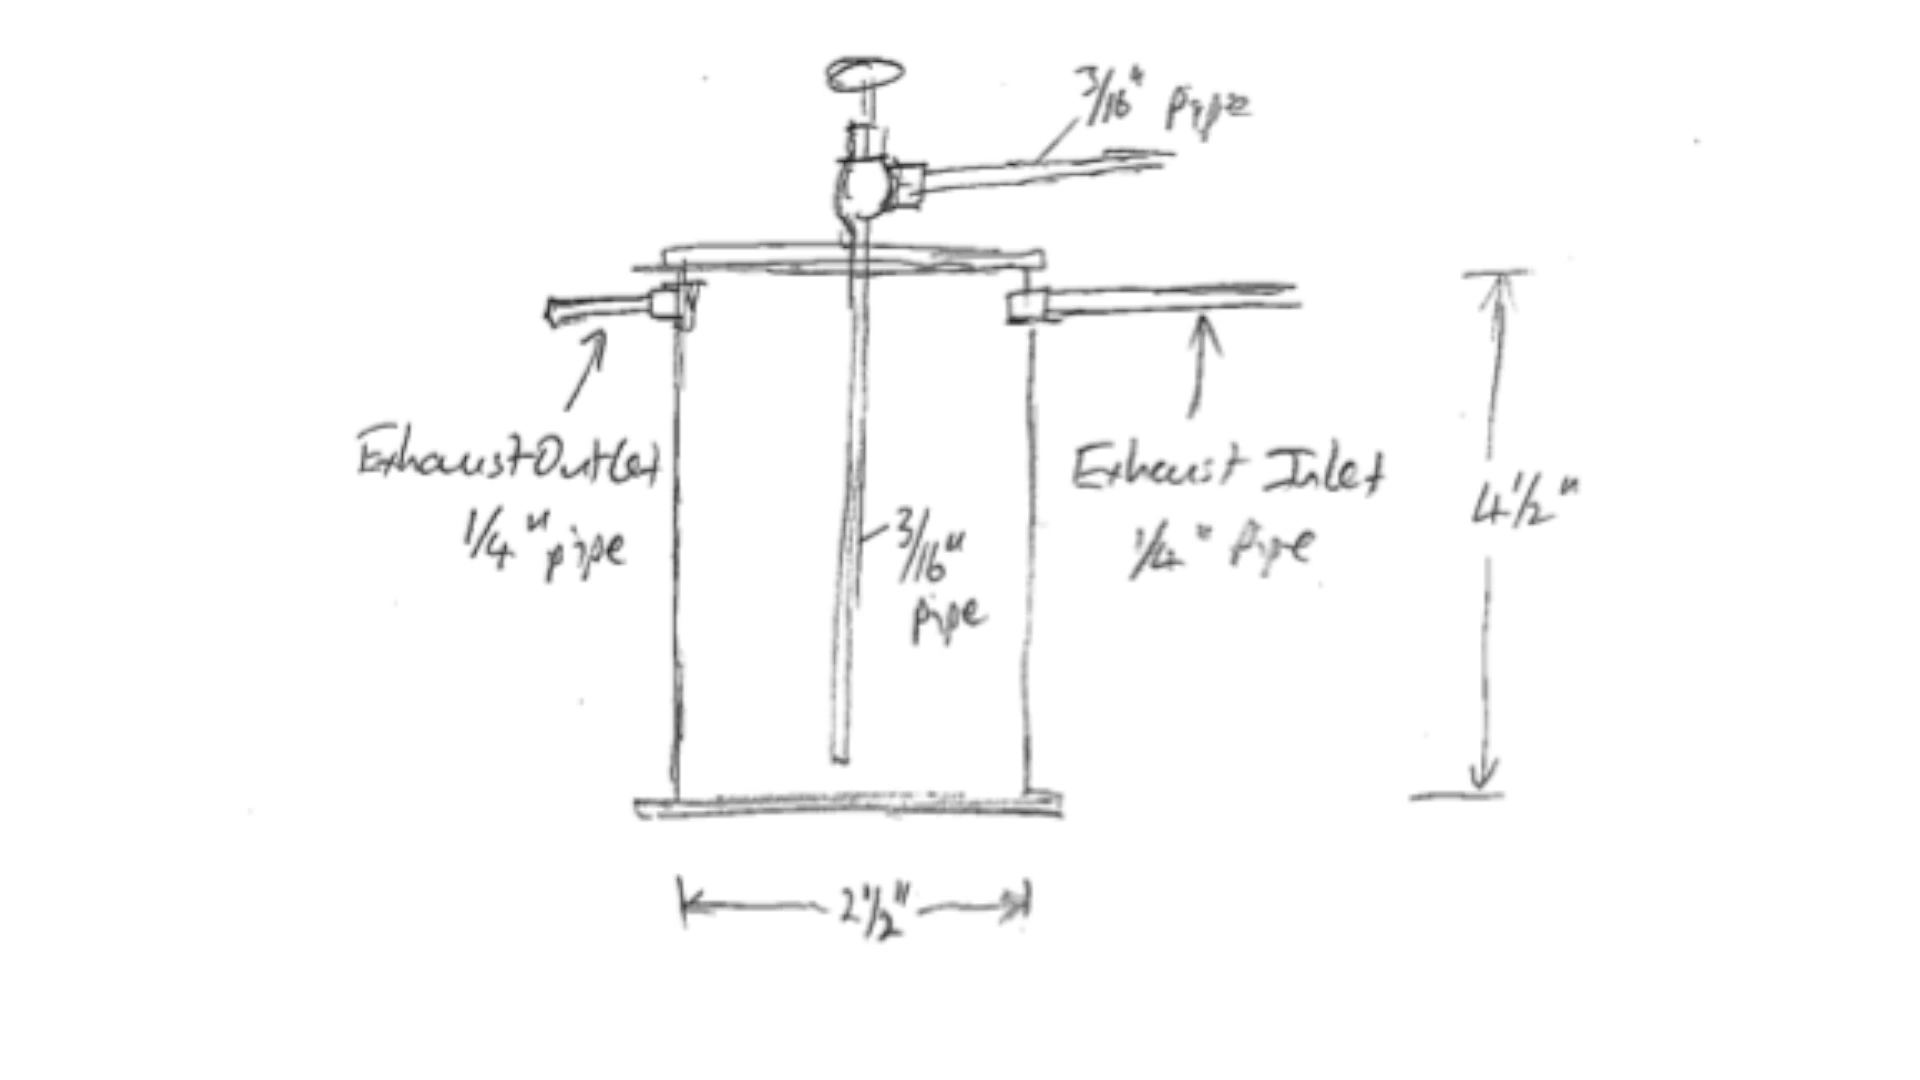 3/16" pipe
Exhaust Outlet
1/4" pipe
3/16"
pipe
Exhaust Inlet
1/4" Pipe
4 1/2"
2 1/2"